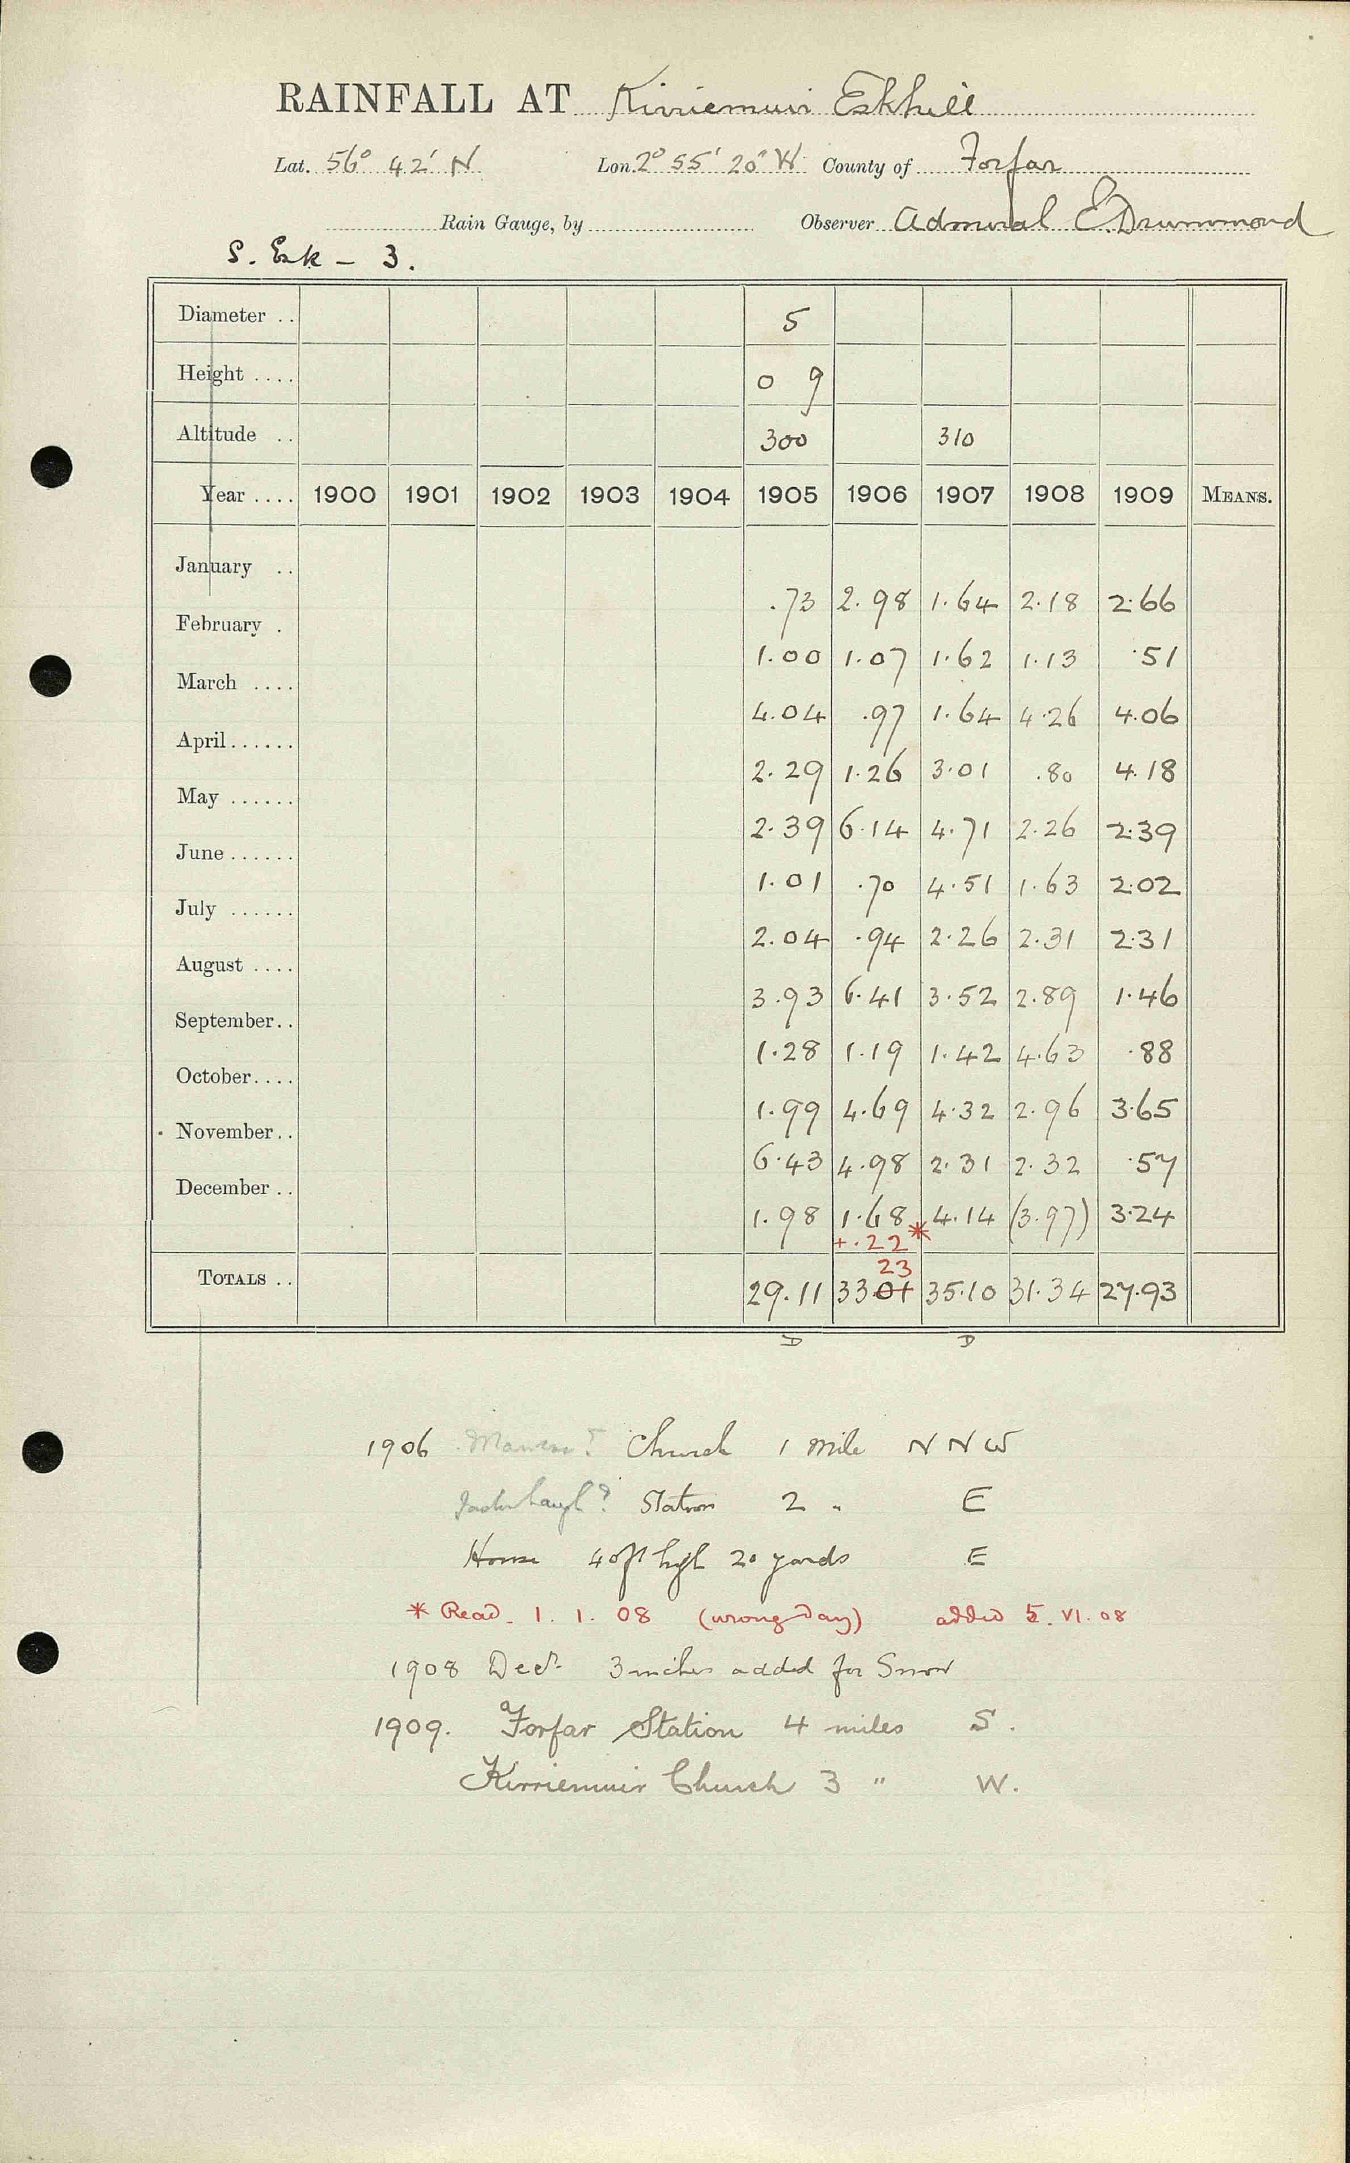 RAINFALL AT Kirriemuir Eskhill
Lat. 56° 42' N Lon. 2° 55' 20" W County of Forfar
Rain Gauge, by Observer Admiral E. Drummond
S. Esk - 3.
Diameter .. 5
Height .... 0 9
Altitude .. 300 310
Year .... 1900 1901 1902 1903 1904 1905 1906 1907 1908 1909 MEANS.
January .. .73 2.98 1.64 2.18 2.66
February . 1.00 1.07 1.62 1.13 .51
March .... 4.04 .97 1.64 4.26 4.06
April...... 2.29 1.26 3.01 .80 4.18
May ...... 2.39 6.14 4.71 2.26 2.39
June ...... 1.01 .70 4.51 1.63 2.02
July ...... 2.04 .94 2.26 2.31 2.31
August .... 3.93 6.41 3.52 2.89 1.46
September.. 1.28 1.19 1.42 4.63 .88
October.... 1.99 4.69 4.32 2.96 3.65
November.. 6.43 4.98 2.31 2.32 .57
December .. 1.98 1.68 4.14 (3.97) 3.24
+.22 *
23
TOTALS .. 29.11 33.01 35.10 31.34 27.93
D D
1906 Church 1 mile N N W
Station 2 " E
House 40ft high 20 yards E
* Read 1. 1. 08 (wrong day) added 5. VI. 08
1908 Decr. 3 inches added for Snow
1909. Forfar Station 4 miles S.
Kirriemuir Church 3 " W.